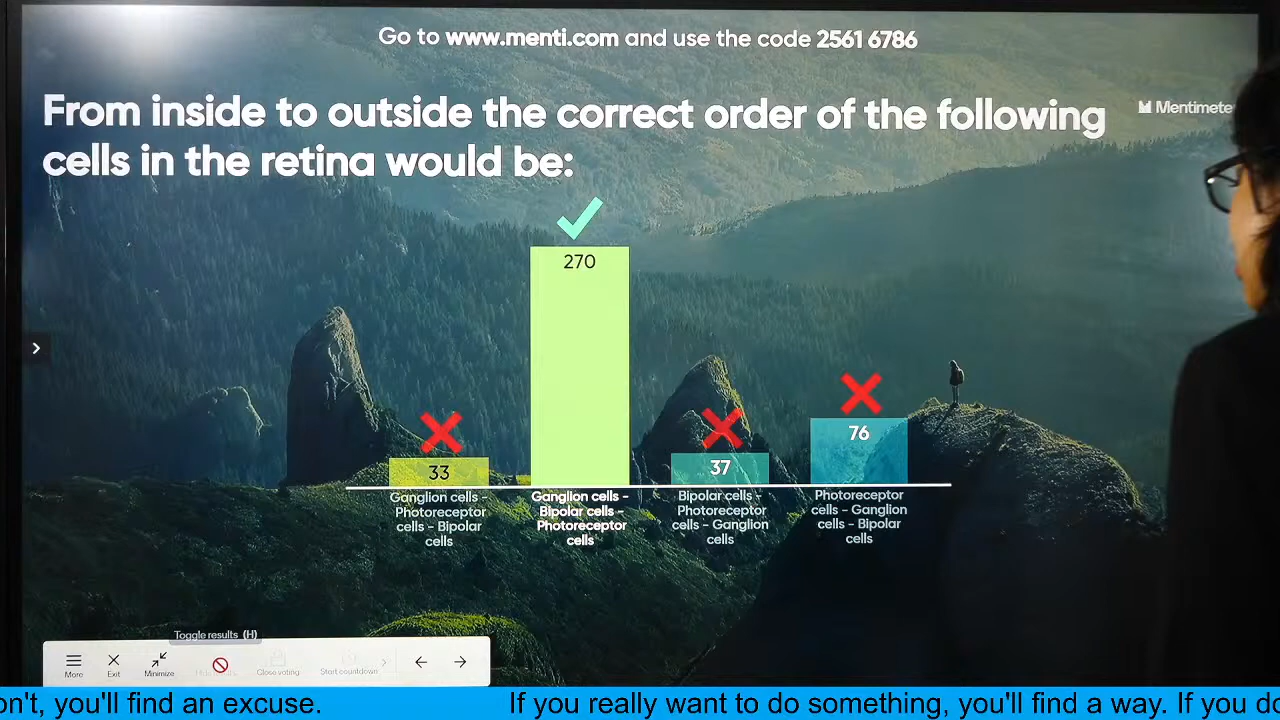 Go to www.menti.com and use the code 2561 6786
From inside to outside the correct order of the following
cells in the retina would be:
Mentimete
270
33
37
76
Ganglion cells -
Photoreceptor
cells - Bipolar
cells
Ganglion cells -
Bipolar cells -
Photoreceptor
cells
Bipolar cells -
Photoreceptor
cells - Ganglion
cells
Photoreceptor
cells - Ganglion
cells - Bipolar
cells
Toggle results (H)
More
Exit
Minimize
Close voting
Start countdown
on't, you'll find an excuse. If you really want to do something, you'll find a way. If you do